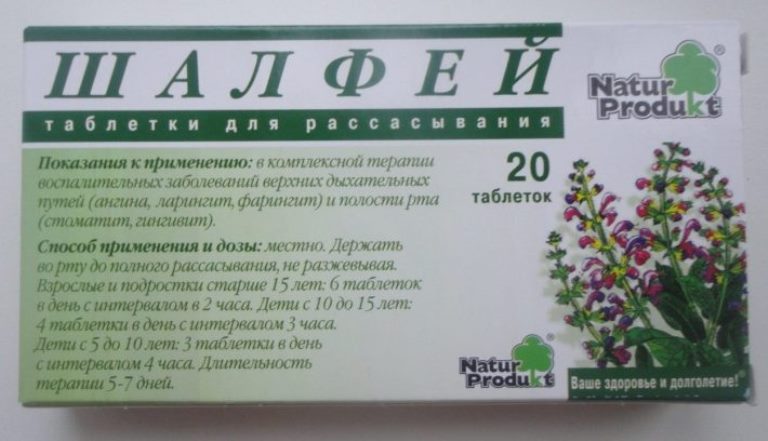 ШАЛФЕЙ
таблетки для рассасывания
Natur
Produkt®
20
таблеток
Показания к применению: в комплексной терапии
воспалительных заболеваний верхних дыхательных
путей (ангина, ларингит, фарингит) и полости рта
(стоматит, гингивит).
Способ применения и дозы: местно. Держать
во рту до полного рассасывания, не разжевывая.
Взрослые и подростки старше 15 лет: 6 таблеток
в день с интервалом в 2 часа. Дети с 10 до 15 лет:
4 таблетки в день с интервалом 3 часа.
Дети с 5 до 10 лет: 3 таблетки в день
с интервалом 4 часа. Длительность
терапии 5-7 дней.
Natur
Produkt®
Ваше здоровье и долголетие!